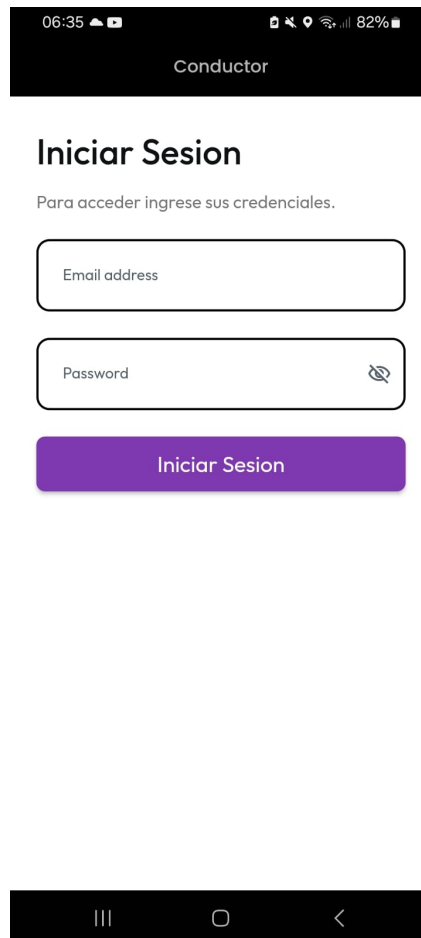 06:35 82%
Conductor
Iniciar Sesion
Para acceder ingrese sus credenciales.
Email address
Password
Iniciar Sesion